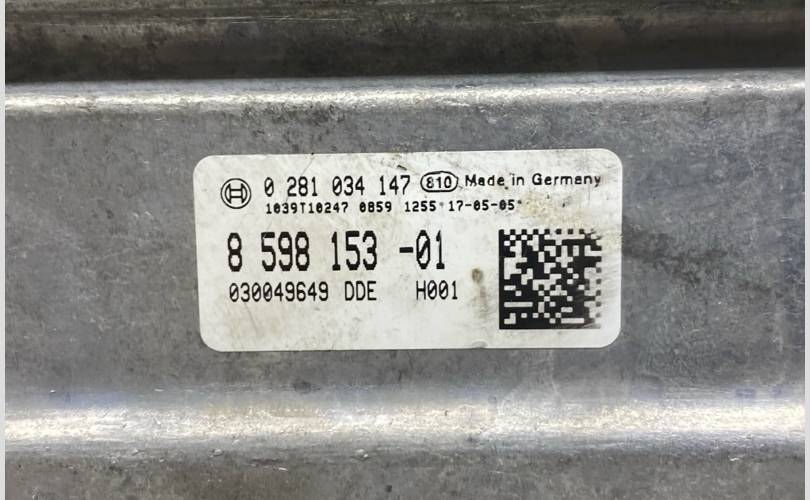 0 281 034 147 810 Made in Germany
1039T10247 0859 1255 17-05-05
8 598 153 -01
030049649 DDE H001